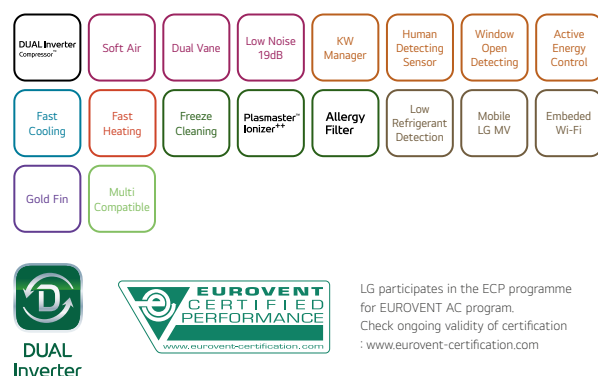 DUAL Inverter
Compressor™
Soft Air
Dual Vane
Low Noise
19dB
KW
Manager
Human
Detecting
Sensor
Window
Open
Detecting
Active
Energy
Control
Fast
Cooling
Fast
Heating
Freeze
Cleaning
Plasmaster™
Ionizer++
Allergy
Filter
Low
Refrigerant
Detection
Mobile
LG MV
Embeded
Wi-Fi
Gold Fin
Multi
Compatible
D
DUAL
Inverter
EUROVENT
CERTIFIED
PERFORMANCE
www.eurovent-certification.com
LG participates in the ECP programme
for EUROVENT AC program.
Check ongoing validity of certification
: www.eurovent-certification.com